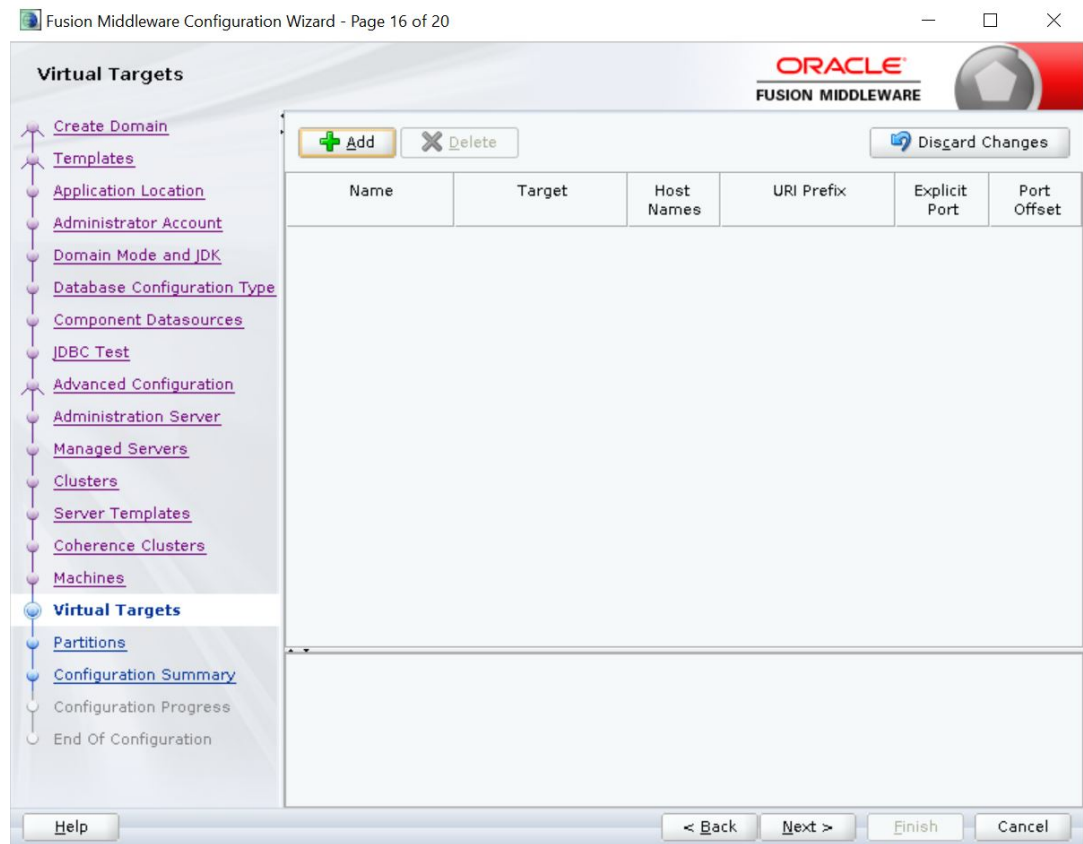 Fusion Middleware Configuration Wizard - Page 16 of 20
Virtual Targets
ORACLE
FUSION MIDDLEWARE
Create Domain
Templates
Application Location
Administrator Account
Domain Mode and JDK
Database Configuration Type
Component Datasources
JDBC Test
Advanced Configuration
Administration Server
Managed Servers
Clusters
Server Templates
Coherence Clusters
Machines
Virtual Targets
Partitions
Configuration Summary
Configuration Progress
End Of Configuration
Add Delete Discard Changes
Name Target Host Names URI Prefix Explicit Port Port Offset
Help < Back Next > Finish Cancel